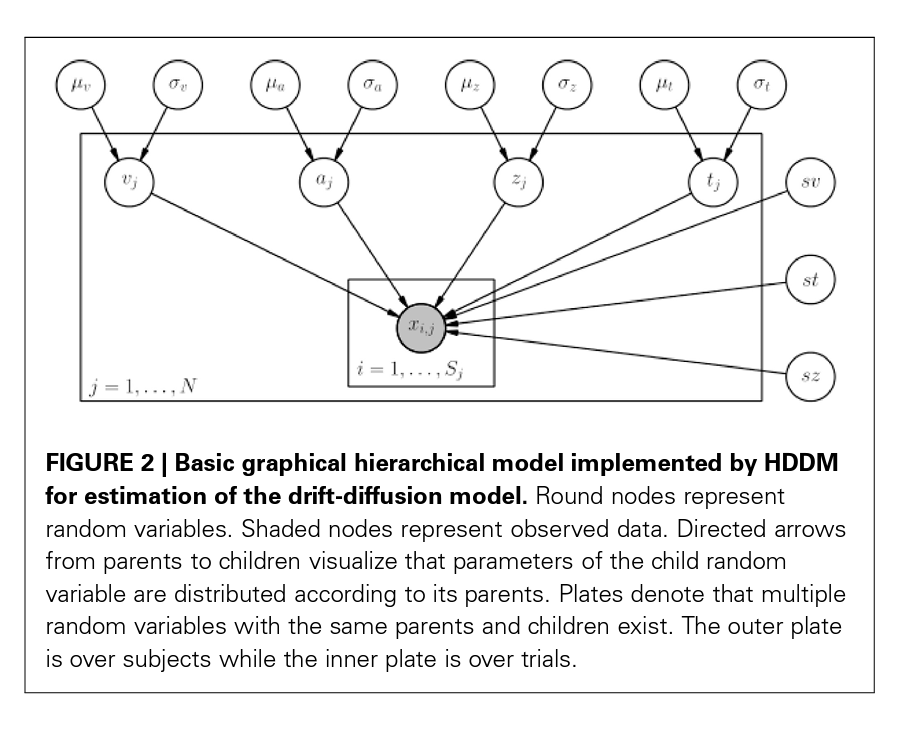 μv σv μa σa μz σz μt σt
vj aj zj tj sv
st
xi,j
i = 1, . . . , Sj
sz
j = 1, . . . , N
FIGURE 2 | Basic graphical hierarchical model implemented by HDDM
for estimation of the drift-diffusion model. Round nodes represent
random variables. Shaded nodes represent observed data. Directed arrows
from parents to children visualize that parameters of the child random
variable are distributed according to its parents. Plates denote that multiple
random variables with the same parents and children exist. The outer plate
is over subjects while the inner plate is over trials.